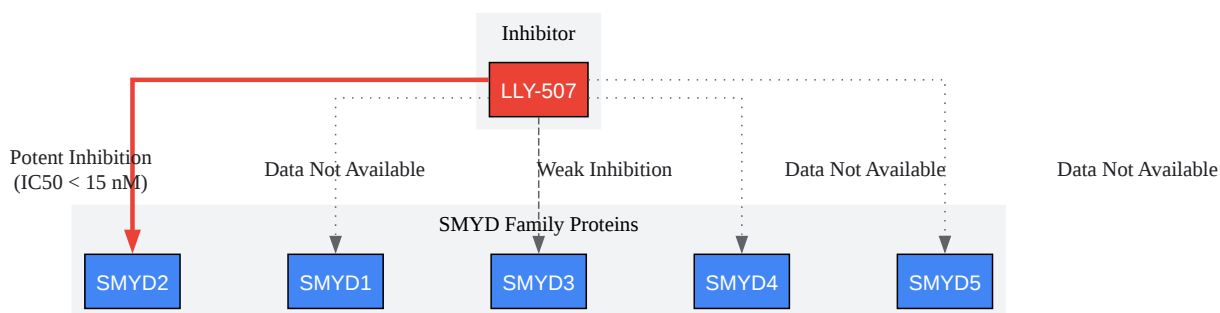 Inhibitor
LLY-507
Potent Inhibition
(IC50 < 15 nM)
Data Not Available
Weak Inhibition
Data Not Available
Data Not Available
SMYD Family Proteins
SMYD2
SMYD1
SMYD3
SMYD4
SMYD5